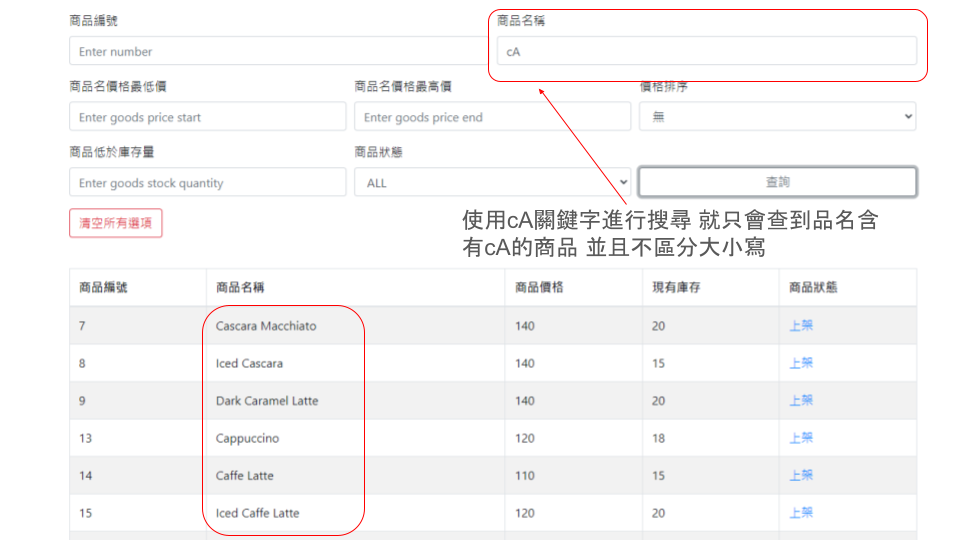 商品編號
商品名稱
Enter number
cA
商品名價格最低價
商品名價格最高價
價格排序
Enter goods price start
Enter goods price end
無
商品低於庫存量
商品狀態
Enter goods stock quantity
ALL
查詢
清空所有選項
使用cA關鍵字進行搜尋 就只會查到品名含
有cA的商品 並且不區分大小寫
商品編號 商品名稱 商品價格 現有庫存 商品狀態
7 Cascara Macchiato 140 20 上架
8 Iced Cascara 140 15 上架
9 Dark Caramel Latte 140 20 上架
13 Cappuccino 120 18 上架
14 Caffe Latte 110 15 上架
15 Iced Caffe Latte 120 20 上架